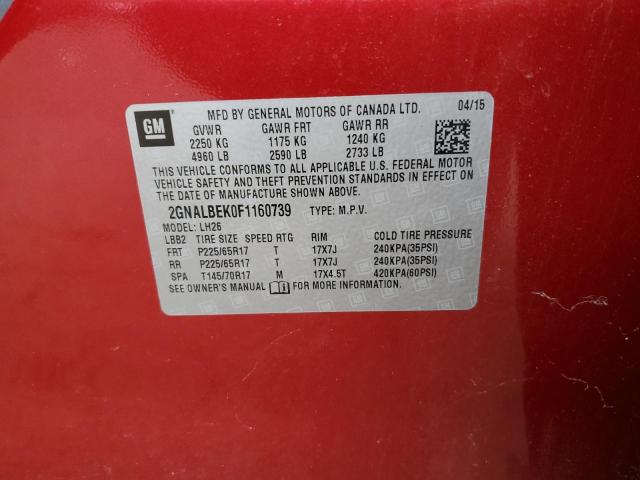 MFD BY GENERAL MOTORS OF CANADA LTD. 04/15
GM GVWR GAWR FRT GAWR RR
2250 KG 1175 KG 1240 KG
4960 LB 2590 LB 2733 LB
THIS VEHICLE CONFORMS TO ALL APPLICABLE U.S. FEDERAL MOTOR
VEHICLE SAFETY AND THEFT PREVENTION STANDARDS IN EFFECT ON
THE DATE OF MANUFACTURE SHOWN ABOVE.
2GNALBEK0F1160739 TYPE: M.P.V.
MODEL: LH26
LBB2 TIRE SIZE SPEED RTG RIM COLD TIRE PRESSURE
FRT P225/65R17 T 17X7J 240KPA(35PSI)
RR P225/65R17 T 17X7J 240KPA(35PSI)
SPA T145/70R17 M 17X4.5T 420KPA(60PSI)
SEE OWNER'S MANUAL FOR MORE INFORMATION